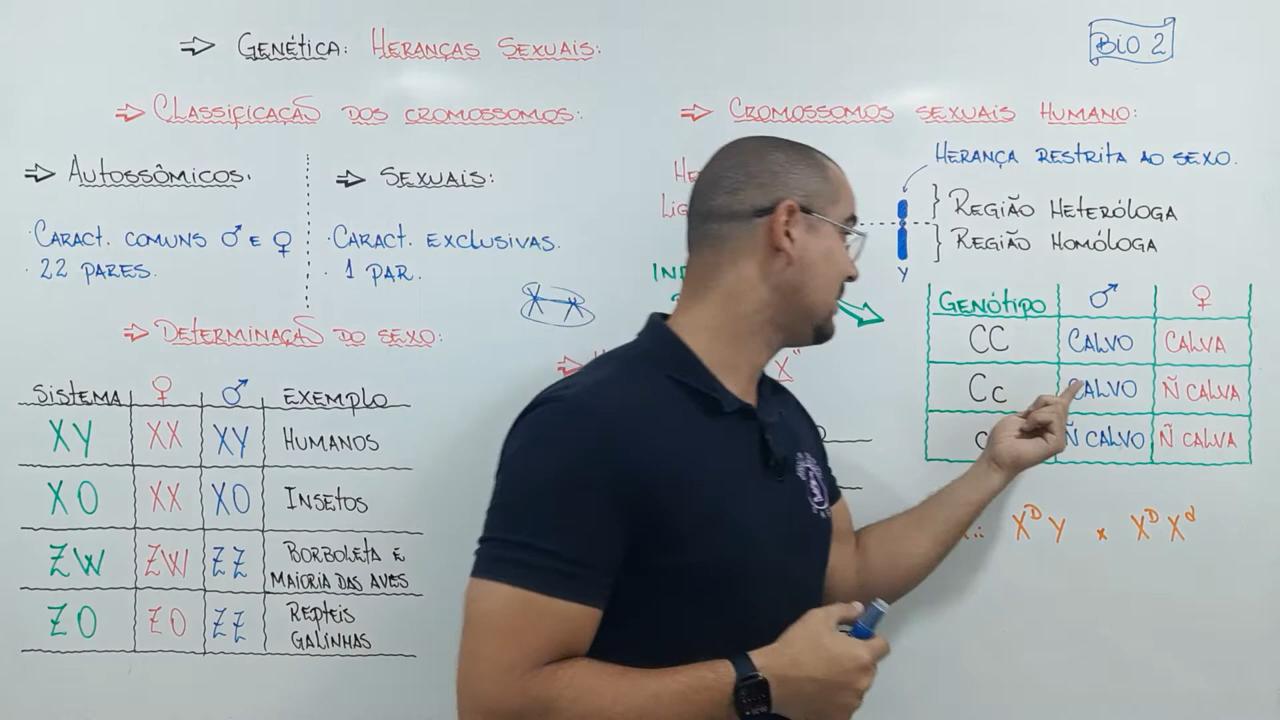 ⇒ Genética: Heranças Sexuais:
Bio 2
⇒ Classificação dos cromossomos:
⇒ Autossômicos.
· Caract. comuns ♂ e ♀
· 22 pares.
⇒ Sexuais:
· Caract. exclusivas.
· 1 par.
⇒ Determinação do sexo:
Sistema ♀ ♂ Exemplo
XY XX XY Humanos
XO XX XO Insetos
ZW ZW ZZ Borboleta e
maioria das aves
ZO ZO ZZ Repteis
galinhas
⇒ Cromossomos sexuais humano:
Herança restrita ao sexo.
} Região Heteróloga
} Região Homóloga
Y
Genótipo ♂ ♀
CC Calvo Calva
Cc Calvo Ñ calva
Ñ calvo Ñ calva
X"
XᴰY x XᴰXᵈ